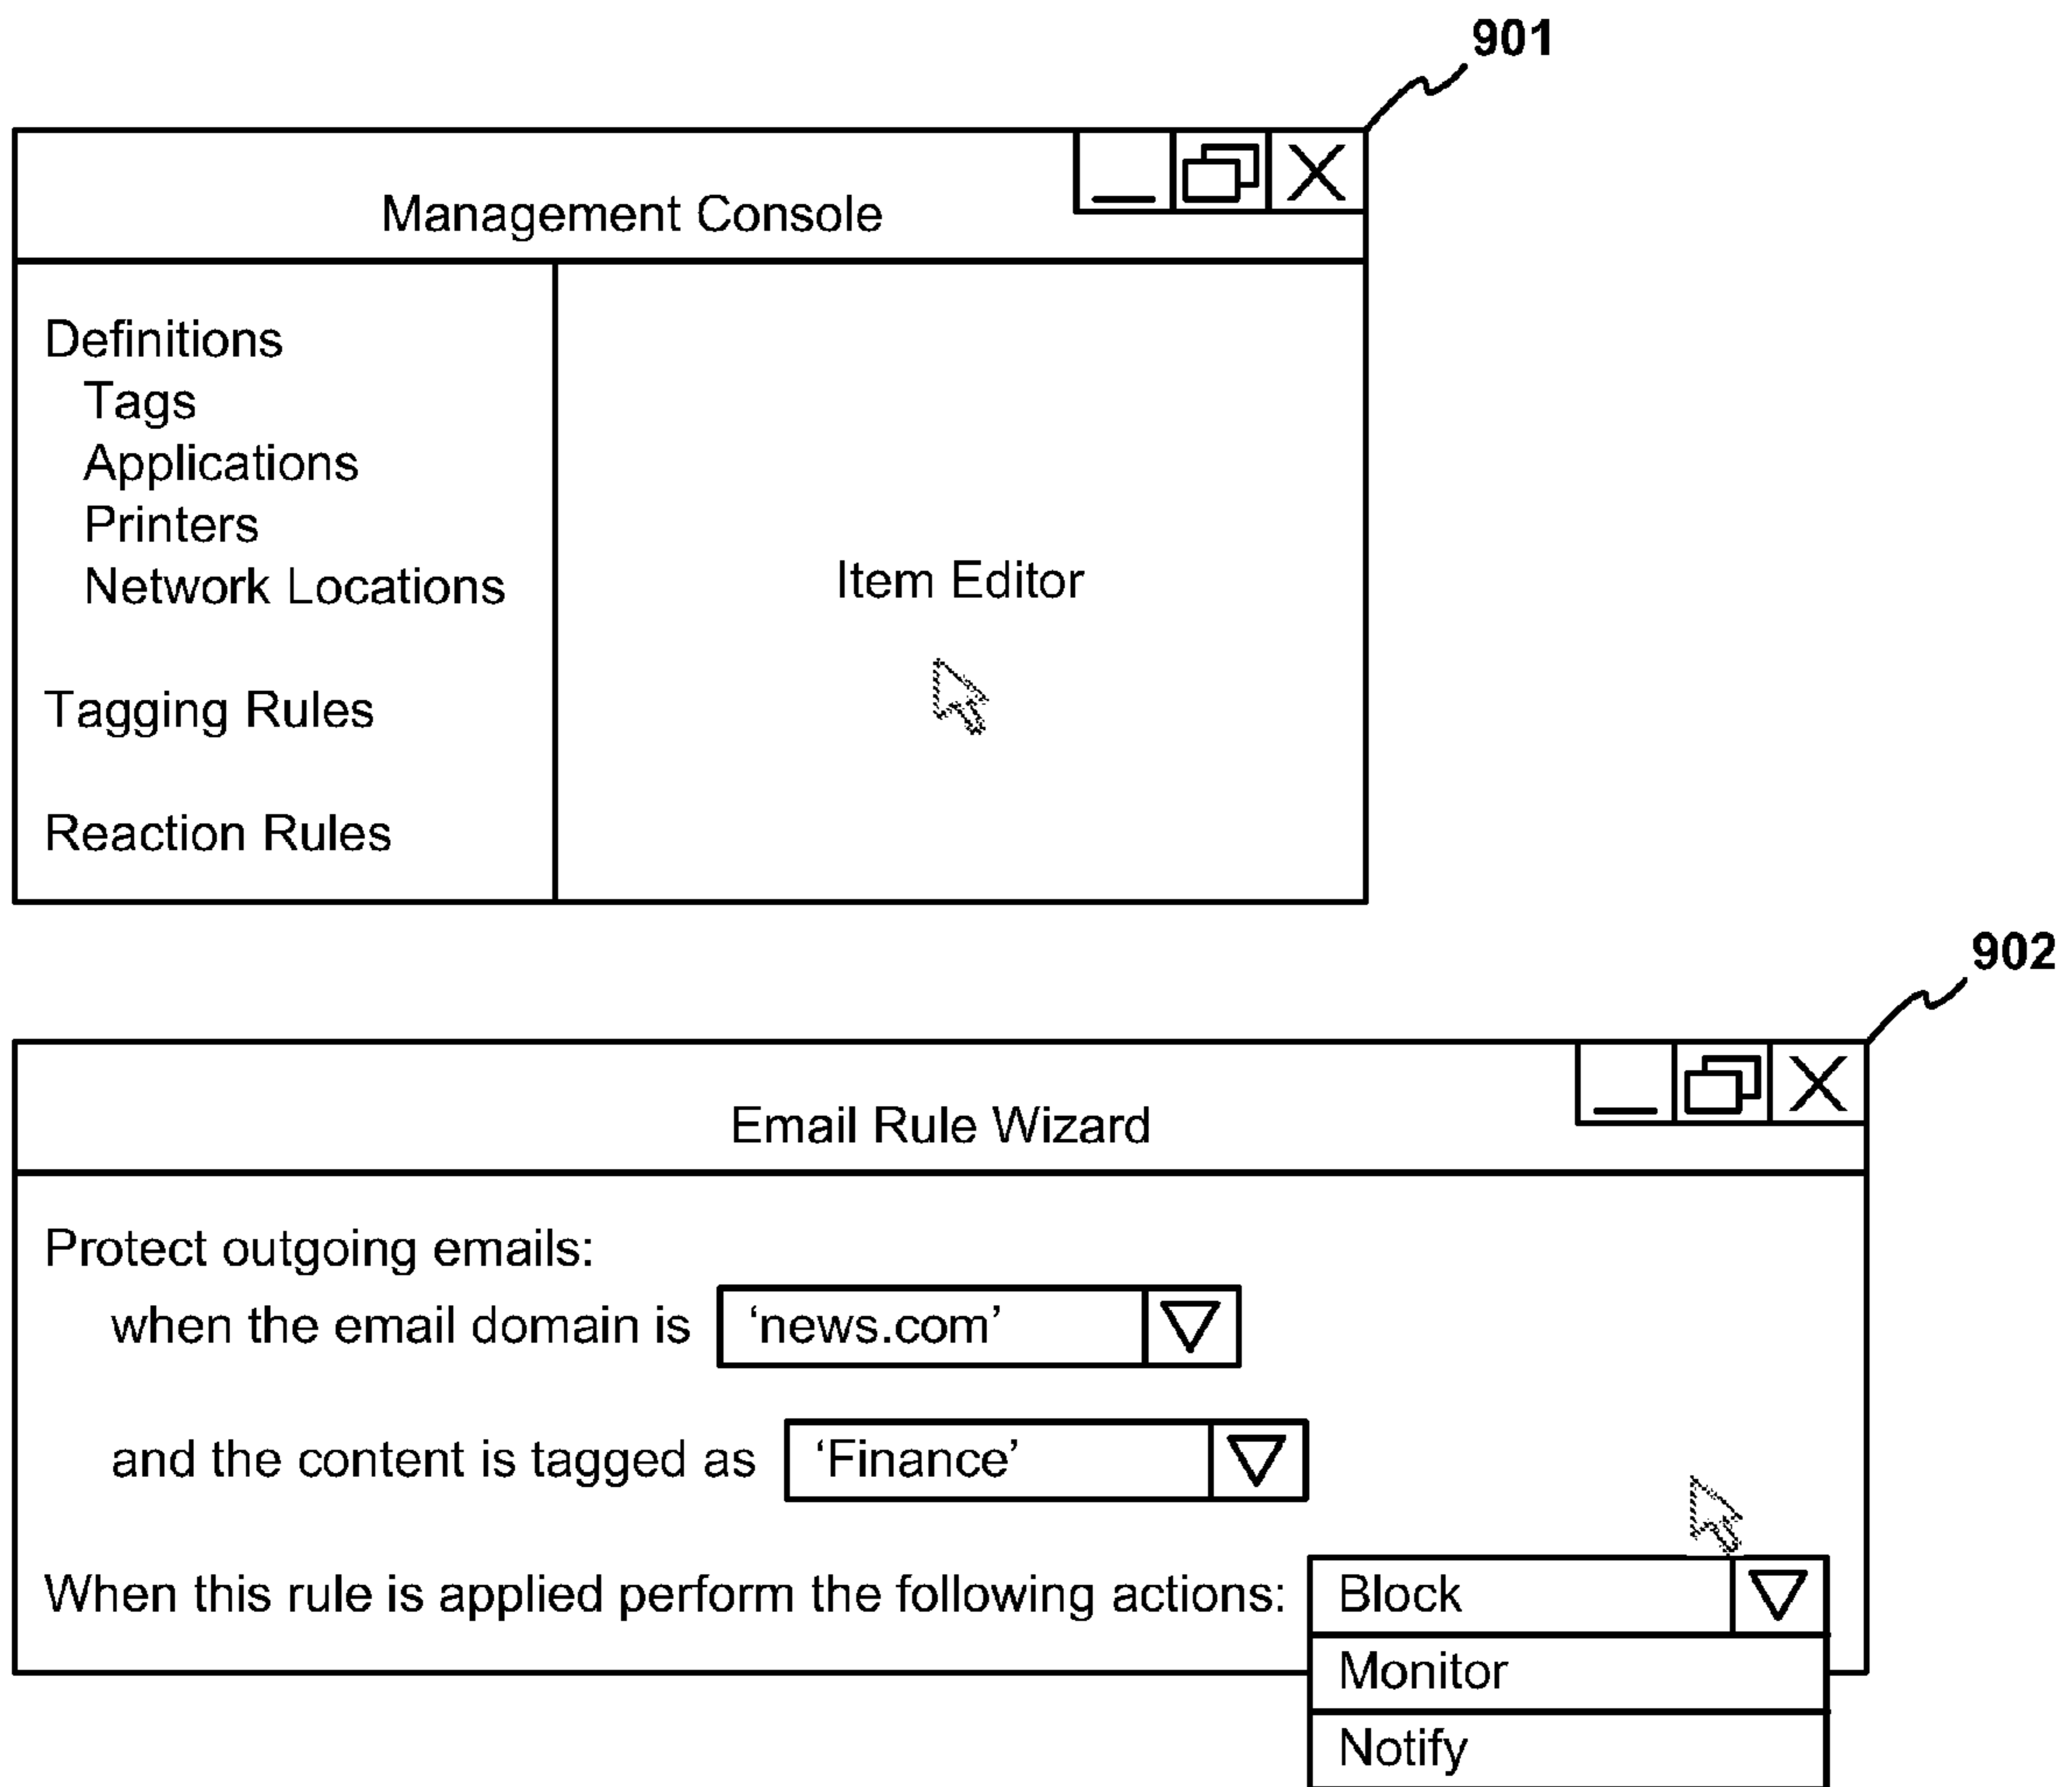 901
Management Console
Definitions
Tags
Applications
Printers
Network Locations
Tagging Rules
Reaction Rules
Item Editor
902
Email Rule Wizard
Protect outgoing emails:
when the email domain is ‘news.com’
and the content is tagged as ‘Finance’
When this rule is applied perform the following actions: Block
Monitor
Notify